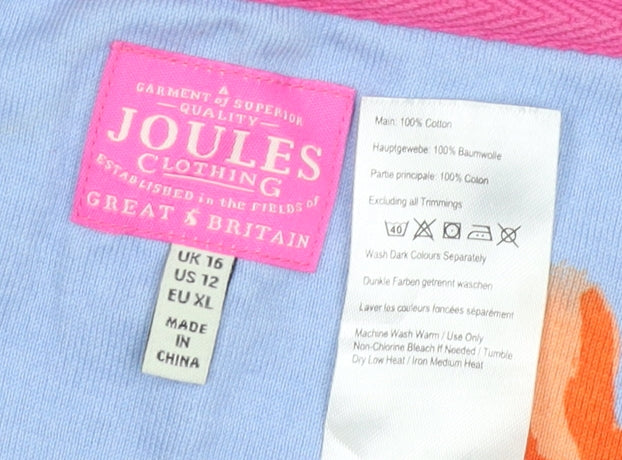 A
GARMENT of SUPERIOR
QUALITY
JOULES
CLOTHING
ESTABLISHED in the FIELDS of
GREAT BRITAIN
UK 16
US 12
EU XL
MADE
IN
CHINA
Main: 100% Cotton
Hauptgewebe: 100% Baumwolle
Partie principale: 100% Coton
Excluding all Trimmings
40
Wash Dark Colours Separately
Dunkle Farben getrennt waschen
Laver les couleurs foncées séparément
Machine Wash Warm / Use Only
Non-Chlorine Bleach If Needed / Tumble
Dry Low Heat / Iron Medium Heat